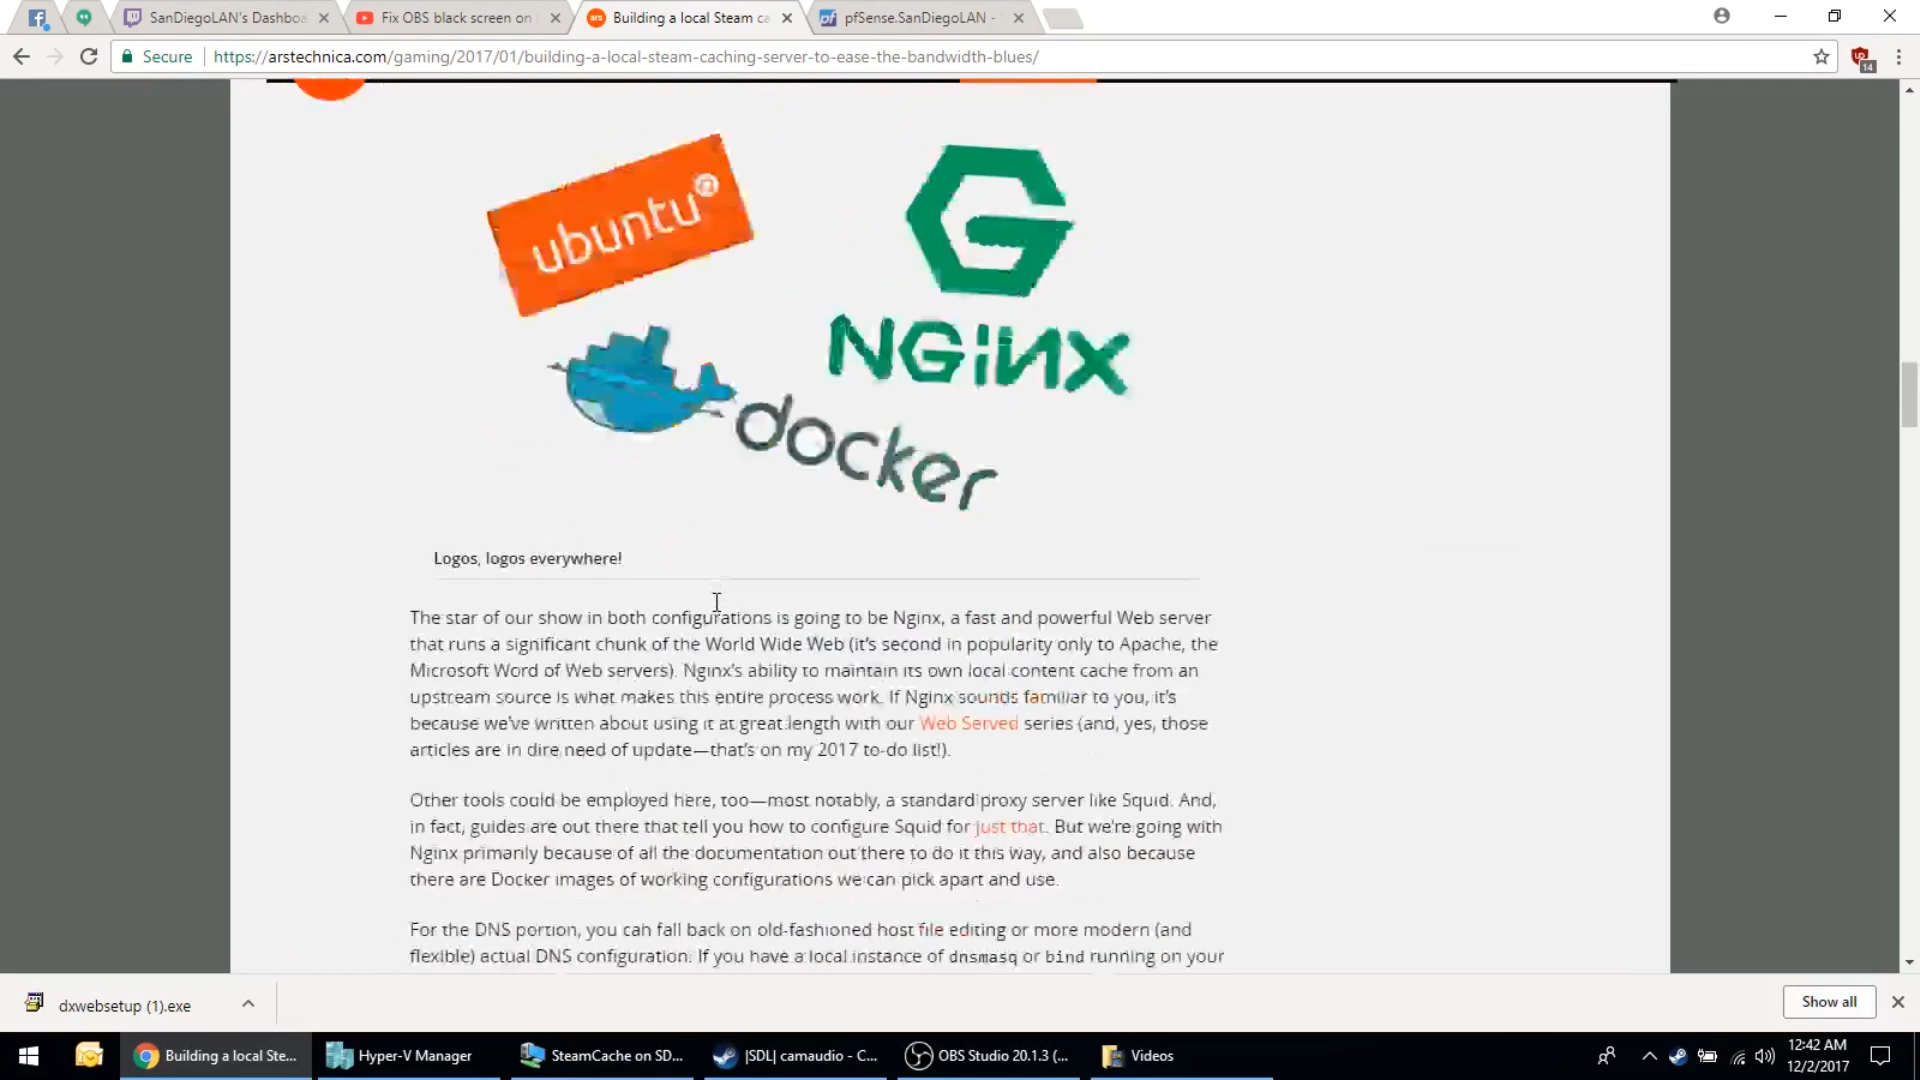 SanDiegoLAN's Dashboa
Fix OBS black screen on
Building a local Steam ca
pfSense.SanDiegoLAN -
Secure
https://arstechnica.com/gaming/2017/01/building-a-local-steam-caching-server-to-ease-the-bandwidth-blues/
14
ubuntu
NGiNX
docker
Logos, logos everywhere!
The star of our show in both configurations is going to be Nginx, a fast and powerful Web server
that runs a significant chunk of the World Wide Web (it's second in popularity only to Apache, the
Microsoft Word of Web servers). Nginx's ability to maintain its own local content cache from an
upstream source is what makes this entire process work. If Nginx sounds familiar to you, it's
because we've written about using it at great length with our Web Served series (and, yes, those
articles are in dire need of update—that's on my 2017 to-do list!).
Other tools could be employed here, too—most notably, a standard proxy server like Squid. And,
in fact, guides are out there that tell you how to configure Squid for just that. But we're going with
Nginx primarily because of all the documentation out there to do it this way, and also because
there are Docker images of working configurations we can pick apart and use.
For the DNS portion, you can fall back on old-fashioned host file editing or more modern (and
flexible) actual DNS configuration. If you have a local instance of dnsmasq or bind running on your
dxwebsetup (1).exe
Show all
Building a local Ste...
Hyper-V Manager
SteamCache on SD...
|SDL| camaudio - C...
OBS Studio 20.1.3 (...
Videos
12:42 AM
12/2/2017